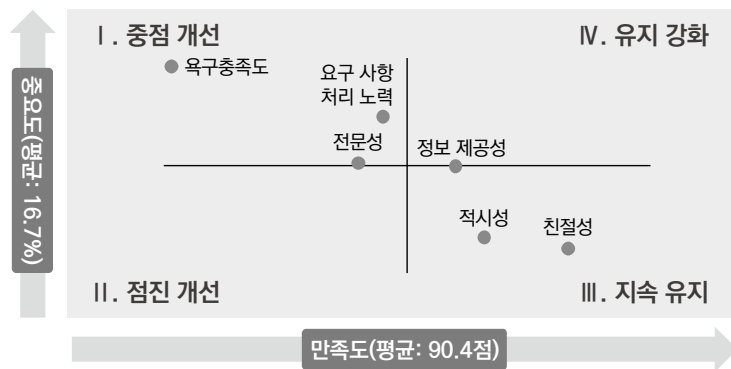 Ⅰ. 중점 개선
Ⅳ. 유지 강화
욕구충족도
요구 사항
처리 노력
전문성
정보 제공성
적시성
친절성
Ⅱ. 점진 개선
Ⅲ. 지속 유지
중요도(평균: 16.7%)
만족도(평균: 90.4점)